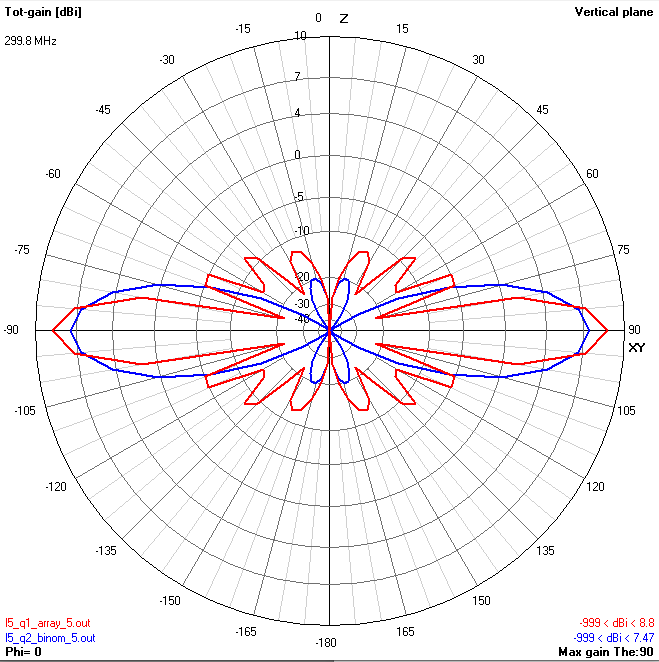 Tot-gain [dBi]
Vertical plane
299.8 MHz
0 Z
-15 15
10
-30 30
7
-45 45
4
0
-60 60
-5
-10
-75 75
-20
-30
-40
-90 90
XY
-105 105
-120 120
-135 135
-150 150
-165 165
-180
l5_q1_array_5.out -999 < dBi < 8.8
l5_q2_binom_5.out -999 < dBi < 7.47
Phi= 0 Max gain The:90